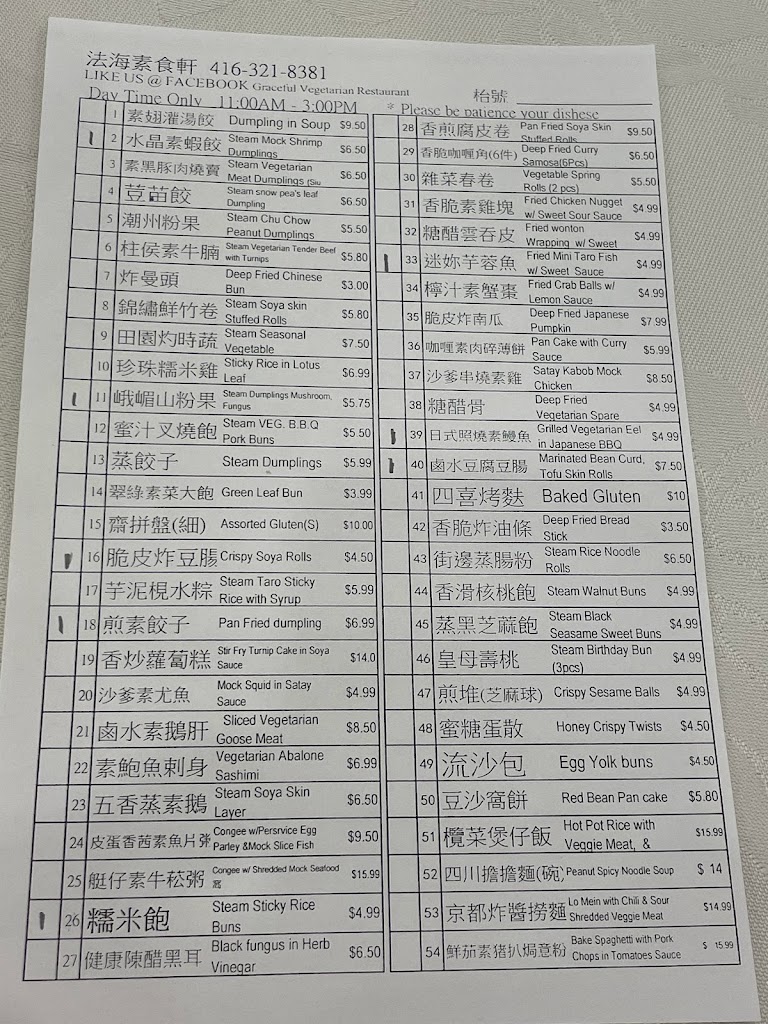 法海素食軒 416-321-8381
LIKE US @ FACEBOOK Graceful Vegetarian Restaurant
枱號
Day Time Only 11:00AM - 3:00PM * Please be patience your dishese
1 素翅灌湯餃 Dumpling in Soup $9.50
2 水晶素蝦餃 Steam Mock Shrimp Dumplings $6.50
3 素黑豚肉燒賣 Steam Vegetarian Meat Dumplings (Siu $6.50
4 荳苗餃 Steam snow pea's leaf Dumpling $6.50
5 潮州粉果 Steam Chu Chow Peanut Dumplings $5.50
6 柱侯素牛腩 Steam Vegetarian Tender Beef with Turnips $5.80
7 炸曼頭 Deep Fried Chinese Bun $3.00
8 錦繡鮮竹卷 Steam Soya skin Stuffed Rolls $5.80
9 田園灼時蔬 Steam Seasonal Vegetable $7.50
10 珍珠糯米雞 Sticky Rice in Lotus Leaf $6.99
11 峨嵋山粉果 Steam Dumplings Mushroom, Fungus $5.75
12 蜜汁叉燒飽 Steam VEG. B.B.Q Pork Buns $5.50
13 蒸餃子 Steam Dumplings $5.99
14 翠綠素菜大飽 Green Leaf Bun $3.99
15 齋拼盤(細) Assorted Gluten(S) $10.00
16 脆皮炸豆腸 Crispy Soya Rolls $4.50
17 芋泥梘水粽 Steam Taro Sticky Rice with Syrup $5.99
18 煎素餃子 Pan Fried dumpling $6.99
19 香炒蘿蔔糕 Stir Fry Turnip Cake in Soya Sauce $14.0
20 沙爹素尤魚 Mock Squid in Satay Sauce $4.99
21 鹵水素鵝肝 Sliced Vegetarian Goose Meat $8.50
22 素鮑魚刺身 Vegetarian Abalone Sashimi $6.99
23 五香蒸素鵝 Steam Soya Skin Layer $6.50
24 皮蛋香茜素魚片粥 Congee w/Persrvice Egg Parley &Mock Slice Fish $9.50
25 艇仔素牛菘粥 Congee w/ Shredded Mock Seafood $15.99
26 糯米飽 Steam Sticky Rice Buns $4.99
27 健康陳醋黑耳 Black fungus in Herb Vinegar $6.50
28 香煎腐皮卷 Pan Fried Soya Skin Stuffed Rolls $9.50
29 香脆咖喱角(6件) Deep Fried Curry Samosa(6Pcs) $6.50
30 雜菜春卷 Vegetable Spring Rolls (2 pcs) $5.50
31 香脆素雞塊 Fried Chicken Nugget w/ Sweet Sour Sauce $4.99
32 糖醋雲吞皮 Fried wonton Wrapping w/ Sweet $4.99
33 迷妳芋蓉魚 Fried Mini Taro Fish w/ Sweet Sauce $4.99
34 檸汁素蟹棗 Fried Crab Balls w/ Lemon Sauce $4.99
35 脆皮炸南瓜 Deep Fried Japanese Pumpkin $7.99
36 咖喱素肉碎薄餅 Pan Cake with Curry Sauce $5.99
37 沙爹串燒素雞 Satay Kabob Mock Chicken $8.50
38 糖醋骨 Deep Fried Vegetarian Spare $4.99
39 日式照燒素鰻魚 Grilled Vegetarian Eel in Japanese BBQ $4.99
40 鹵水豆腐豆腸 Marinated Bean Curd, Tofu Skin Rolls $7.50
41 四喜烤麩 Baked Gluten $10
42 香脆炸油條 Deep Fried Bread Stick $3.50
43 街邊蒸腸粉 Steam Rice Noodle Rolls $6.50
44 香滑核桃飽 Steam Walnut Buns $4.99
45 蒸黑芝蔴飽 Steam Black Seasame Sweet Buns $4.99
46 皇母壽桃 Steam Birthday Bun (3pcs) $4.99
47 煎堆(芝麻球) Crispy Sesame Balls $4.99
48 蜜糖蛋散 Honey Crispy Twists $4.50
49 流沙包 Egg Yolk buns $4.50
50 豆沙窩餅 Red Bean Pan cake $5.80
51 欖菜煲仔飯 Hot Pot Rice with Veggie Meat, & $15.99
52 四川擔擔麵(碗) Peanut Spicy Noodle Soup $ 14
53 京都炸醬撈麵 Lo Mein with Chili & Sour Shredded Veggie Meat $14.99
54 鮮茄素猪扒焗意粉 Bake Spaghetti with Pork Chops in Tomatoes Sauce $ 15.99